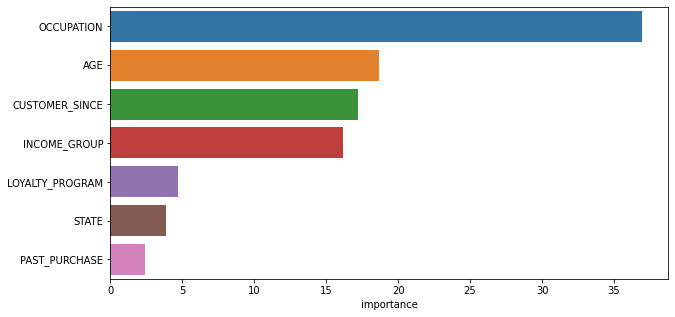 OCCUPATION
AGE
CUSTOMER_SINCE
INCOME_GROUP
LOYALTY_PROGRAM
STATE
PAST_PURCHASE
0 5 10 15 20 25 30 35
importance